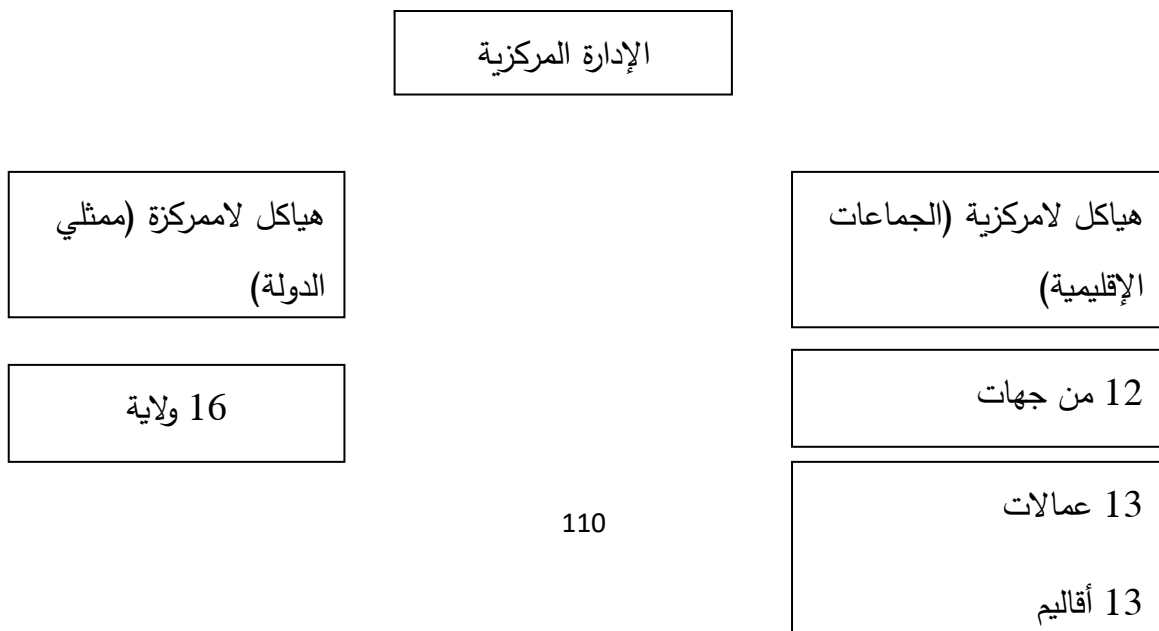 الإدارة المركزية
هياكل لامركزية (الجماعات
الإقليمية)
هياكل لاممركزة (ممثلي
الدولة)
12 من جهات
16 ولاية
13 عمالات
13 أقاليم
110